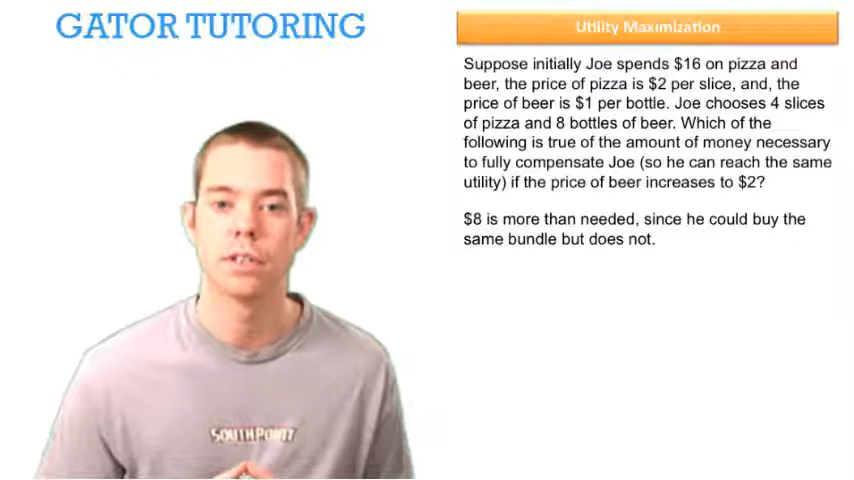 GATOR TUTORING
Utility Maximization
Suppose initially Joe spends $16 on pizza and
beer, the price of pizza is $2 per slice, and, the
price of beer is $1 per bottle. Joe chooses 4 slices
of pizza and 8 bottles of beer. Which of the
following is true of the amount of money necessary
to fully compensate Joe (so he can reach the same
utility) if the price of beer increases to $2?
$8 is more than needed, since he could buy the
same bundle but does not.
SOUTH POINT